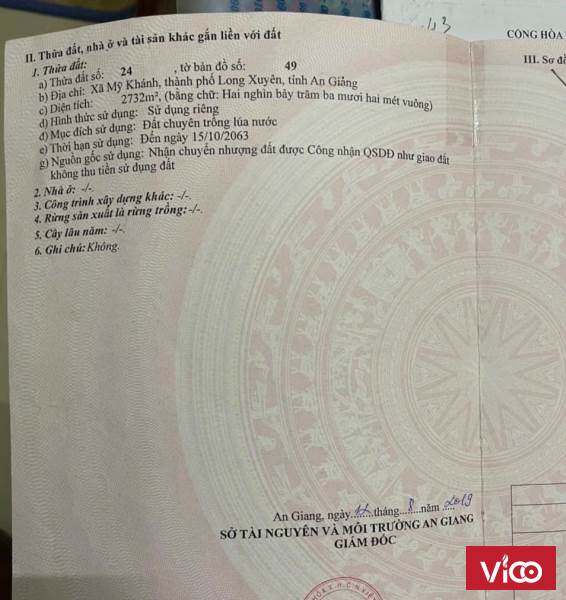 43
CỘNG HÒA
II. Thửa đất, nhà ở và tài sản khác gắn liền với đất
III. Sơ đ
1. Thửa đất:
a) Thửa đất số: 24 , tờ bản đồ số: 49
b) Địa chỉ: Xã Mỹ Khánh, thành phố Long Xuyên, tỉnh An Giang
c) Diện tích: 2732m², (bằng chữ: Hai nghìn bảy trăm ba mươi hai mét vuông)
d) Hình thức sử dụng: Sử dụng riêng
đ) Mục đích sử dụng: Đất chuyên trồng lúa nước
e) Thời hạn sử dụng: Đến ngày 15/10/2063
g) Nguồn gốc sử dụng: Nhận chuyển nhượng đất được Công nhận QSDĐ như giao đất
không thu tiền sử dụng đất
2. Nhà ở: -/-.
3. Công trình xây dựng khác: -/-.
4. Rừng sản xuất là rừng trồng: -/-.
5. Cây lâu năm: -/-.
6. Ghi chú: Không.
An Giang, ngày......tháng...8...năm 2019
SỞ TÀI NGUYÊN VÀ MÔI TRƯỜNG AN GIANG
GIÁM ĐỐC
vico